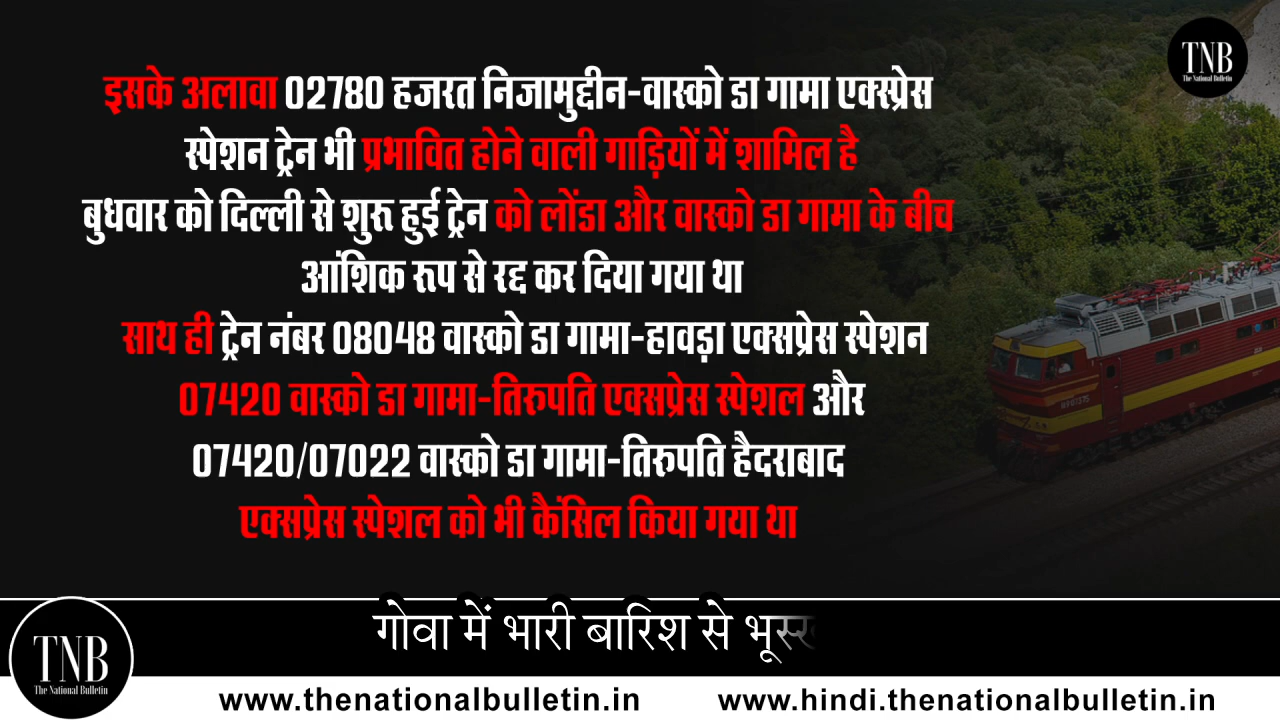 TNB
The National Bulletin
इसके अलावा 02780 हजरत निजामुद्दीन-वास्को डा गामा एक्स्प्रेस
स्पेशन ट्रेन भी प्रभावित होने वाली गाड़ियों में शामिल है
बुधवार को दिल्ली से शुरू हुई ट्रेन को लोंडा और वास्को डा गामा के बीच
आंशिक रूप से रद्द कर दिया गया था
साथ ही ट्रेन नंबर 08048 वास्को डा गामा-हावड़ा एक्सप्रेस स्पेशन
07420 वास्को डा गामा-तिरुपति एक्सप्रेस स्पेशल और
07420/07022 वास्को डा गामा-तिरुपति हैदराबाद
एक्सप्रेस स्पेशल को भी कैंसिल किया गया था
गोवा में भारी बारिश से
TNB
The National Bulletin
www.thenationalbulletin.in www.hindi.thenationalbulletin.in